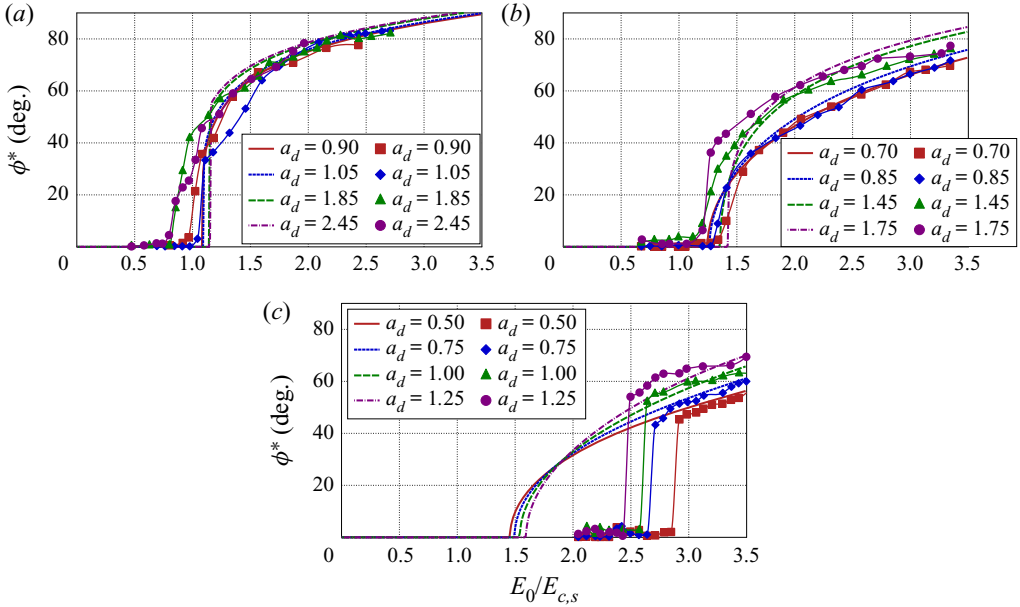 (a)
80
60
40
20
ϕ* (deg.)
a_d = 0.90 0.90
a_d = 1.05 1.05
a_d = 1.85 1.85
a_d = 2.45 2.45
0 0.5 1.0 1.5 2.0 2.5 3.0 3.5
(b)
80
60
40
20
a_d = 0.70 a_d = 0.70
a_d = 0.85 a_d = 0.85
a_d = 1.45 a_d = 1.45
a_d = 1.75 a_d = 1.75
0 0.5 1.0 1.5 2.0 2.5 3.0 3.5
(c)
80
60
40
20
ϕ* (deg.)
a_d = 0.50 a_d = 0.50
a_d = 0.75 a_d = 0.75
a_d = 1.00 a_d = 1.00
a_d = 1.25 a_d = 1.25
0 0.5 1.0 1.5 2.0 2.5 3.0 3.5
E_0/E_{c,s}